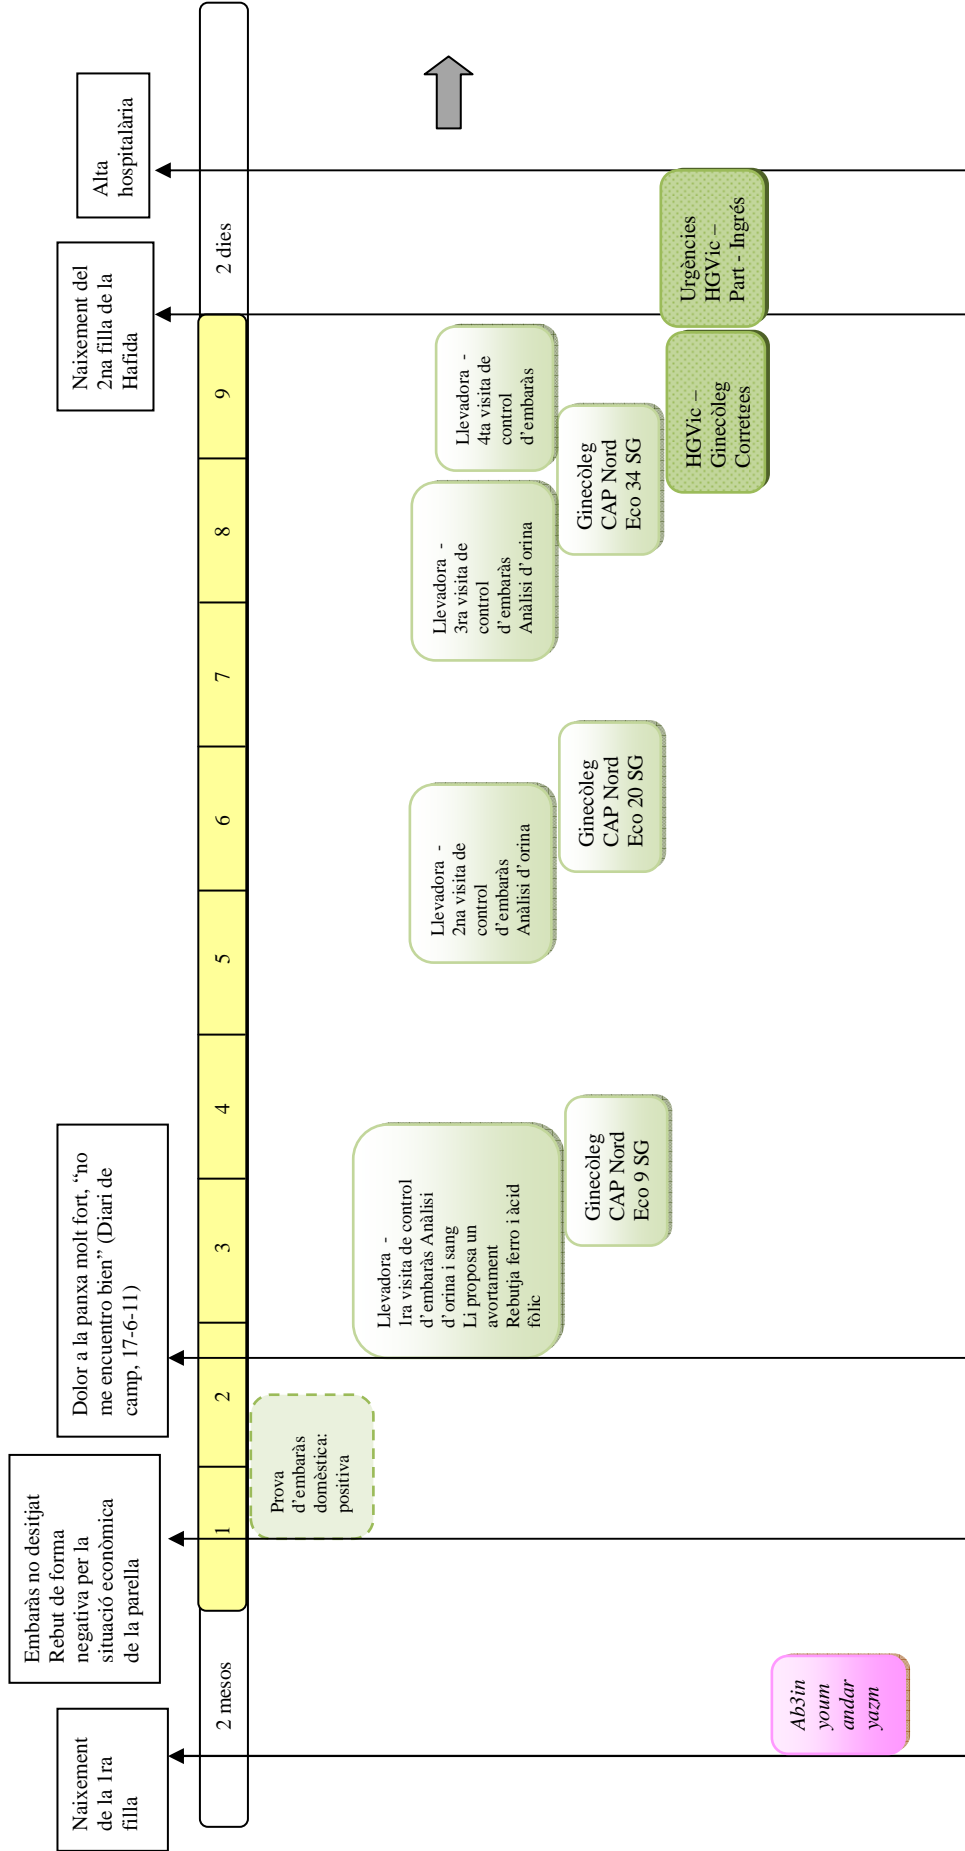 Naixement
de la 1ra
filla
Embaràs no desitjat
Rebut de forma
negativa per la
situació econòmica
de la parella
Dolor a la panxa molt fort, “no
me encuentro bien” (Diari de
camp, 17-6-11)
Naixement del
2na filla de la
Hafida
Alta
hospitalària
2 mesos
1
2
3
4
5
6
7
8
9
2 dies
Prova
d’embaràs
domèstica:
positiva
Llevadora -
1ra visita de control
d’embaràs Anàlisi
d’orina i sang
Li proposa un
avortament
Rebutja ferro i àcid
fòlic
Llevadora -
2na visita de
control
d’embaràs
Anàlisi d’orina
Llevadora -
3ra visita de
control
d’embaràs
Anàlisi d’orina
Llevadora -
4ta visita de
control
d’embaràs
Ginecòleg
CAP Nord
Eco 9 SG
Ginecòleg
CAP Nord
Eco 20 SG
Ginecòleg
CAP Nord
Eco 34 SG
HGVic –
Ginecòleg
Corretges
Urgències
HGVic –
Part - Ingrés
Ab3in
youm
andar
yazm